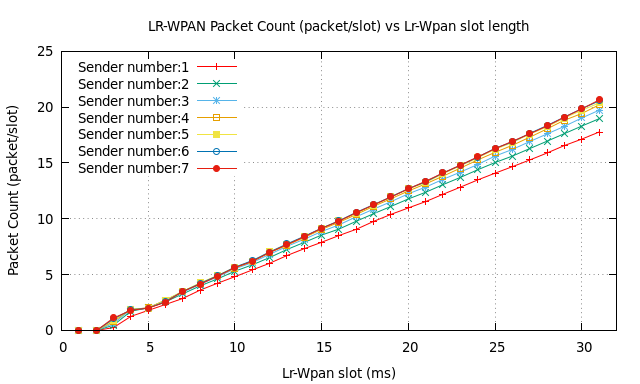 LR-WPAN Packet Count (packet/slot) vs Lr-Wpan slot length
Packet Count (packet/slot)
25
20
15
10
5
0
Sender number:1
Sender number:2
Sender number:3
Sender number:4
Sender number:5
Sender number:6
Sender number:7
0 5 10 15 20 25 30
Lr-Wpan slot (ms)